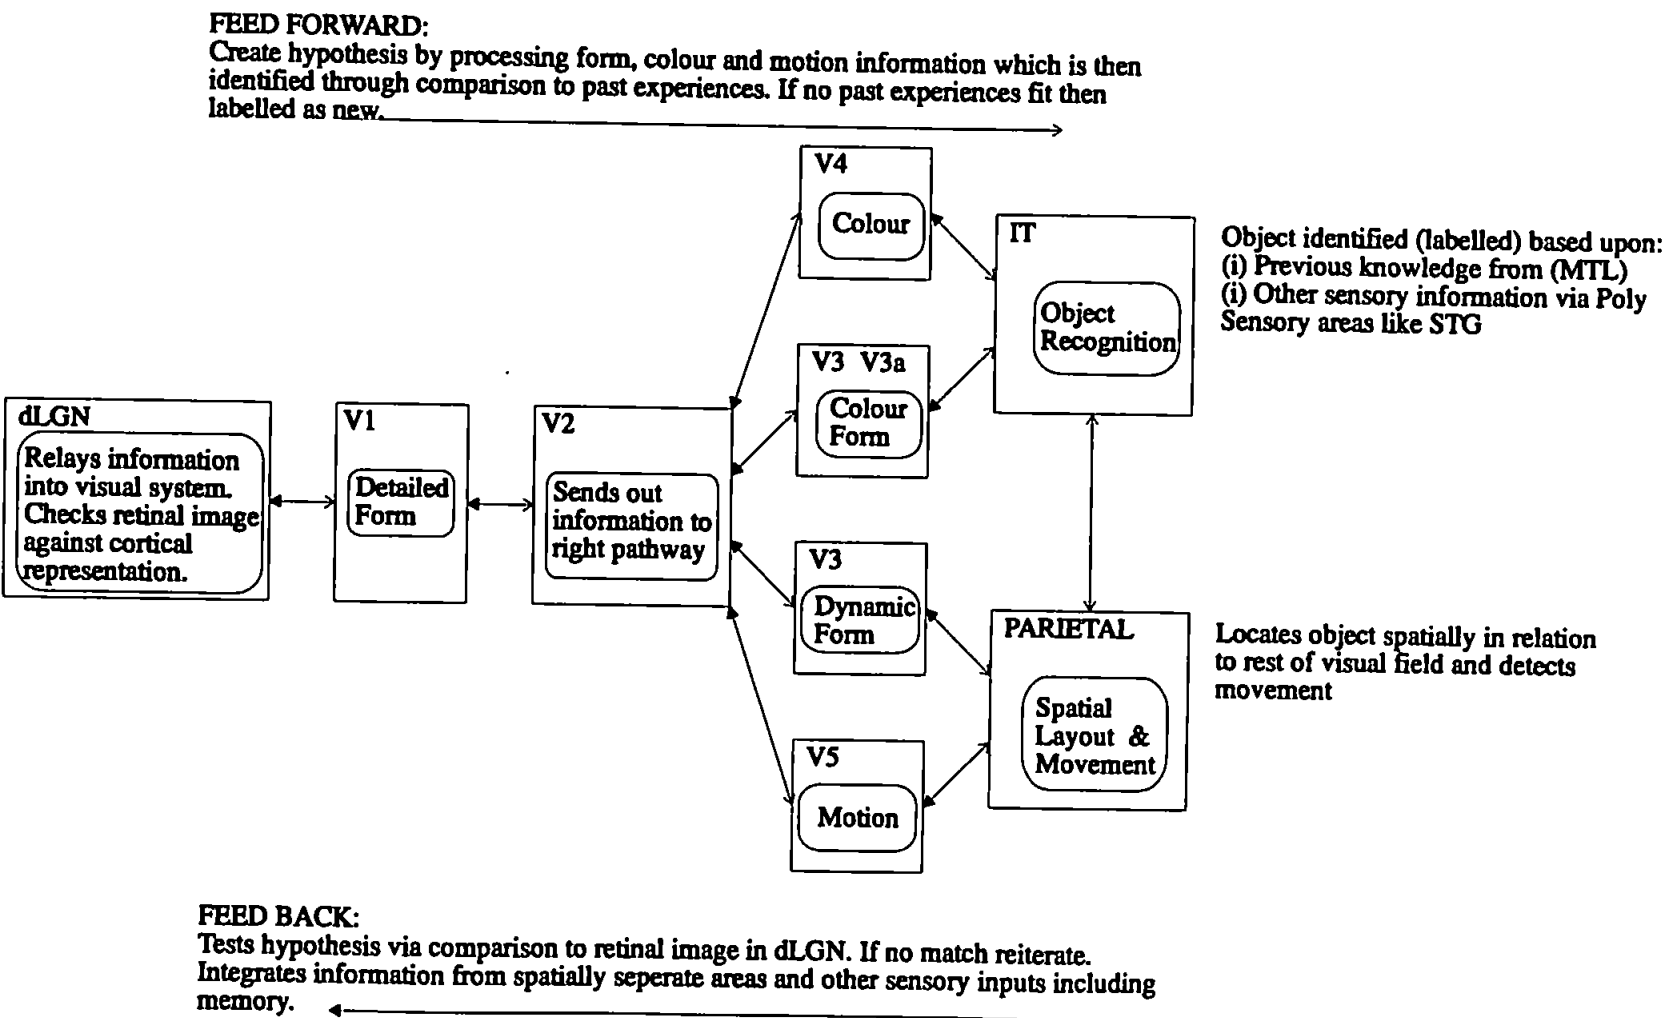 FEED FORWARD:
Create hypothesis by processing form, colour and motion information which is then
identified through comparison to past experiences. If no past experiences fit then
labelled as new.
V4
Colour
IT
Object
Recognition
Object identified (labelled) based upon:
(i) Previous knowledge from (MTL)
(i) Other sensory information via Poly
Sensory areas like STG
V3 V3a
Colour
Form
dLGN
Relays information
into visual system.
Checks retinal image
against cortical
representation.
V1
Detailed
Form
V2
Sends out
information to
right pathway
V3
Dynamic
Form
PARIETAL
Spatial
Layout &
Movement
Locates object spatially in relation
to rest of visual field and detects
movement
V5
Motion
FEED BACK:
Tests hypothesis via comparison to retinal image in dLGN. If no match reiterate.
Integrates information from spatially seperate areas and other sensory inputs including
memory.